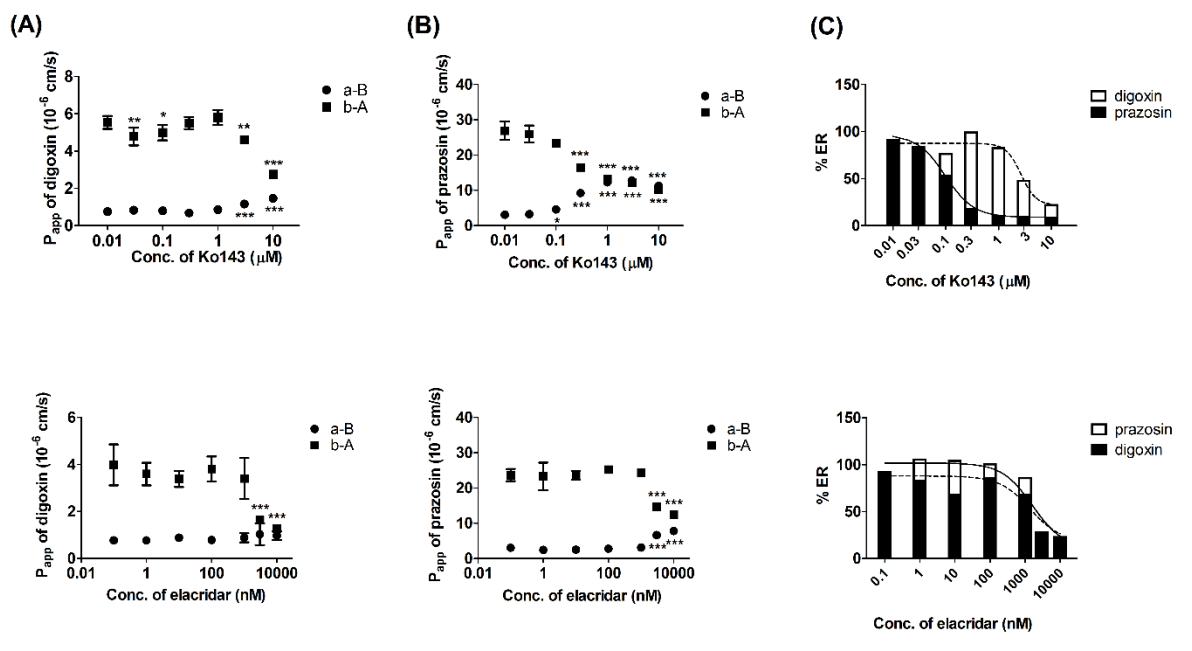 (A)
(B)
(C)
Papp of digoxin (10-6 cm/s)
8
6
4
2
0
** * ** *** *** ***
0.01 0.1 1 10
Conc. of Ko143 (μM)
a-B
b-A
Papp of prazosin (10-6 cm/s)
40
30
20
10
0
* *** *** *** *** *** *** *** ***
0.01 0.1 1 10
Conc. of Ko143 (μM)
a-B
b-A
% ER
150
100
50
0
0.01 0.03 0.1 0.3 1 3 10
Conc. of Ko143 (μM)
digoxin
prazosin
Papp of digoxin (10-6 cm/s)
6
4
2
0
*** ***
0.01 1 100 10000
Conc. of elacridar (nM)
a-B
b-A
Papp of prazosin (10-6 cm/s)
40
30
20
10
0
*** *** *** ***
0.01 1 100 10000
Conc. of elacridar (nM)
a-B
b-A
% ER
150
100
50
0
0.1 1 10 100 1000 10000
Conc. of elacridar (nM)
prazosin
digoxin